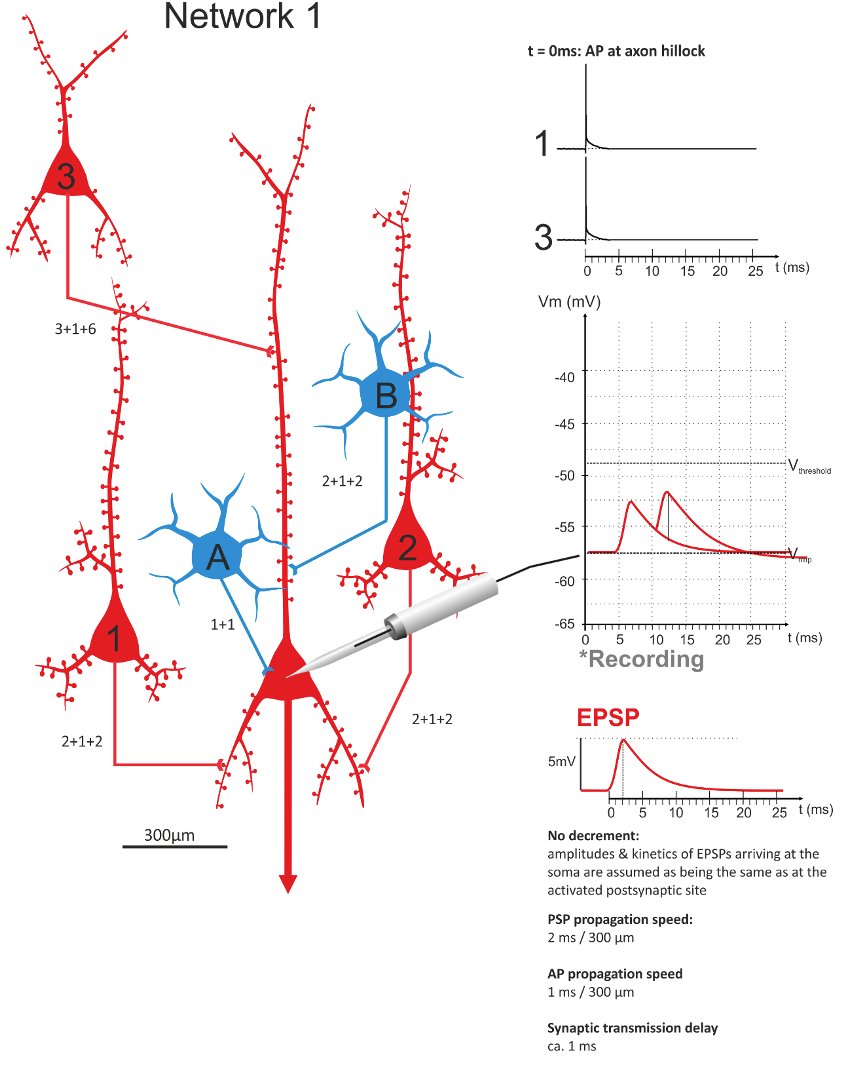 Network 1
t = 0ms: AP at axon hillock
1
3
0 5 10 15 20 25 t (ms)
3
3+1+6
B
2+1+2
A
2
1+1
1
2+1+2
2+1+2
300µm
Vm (mV)
-40
-45
-50
Vthreshold
-55
-60
-65
0 5 10 15 20 25 t (ms)
*Recording
EPSP
5mV
0 5 10 15 20 25 t (ms)
No decrement:
amplitudes & kinetics of EPSPs arriving at the
soma are assumed as being the same as at the
activated postsynaptic site
PSP propagation speed:
2 ms / 300 µm
AP propagation speed
1 ms / 300 µm
Synaptic transmission delay
ca. 1 ms